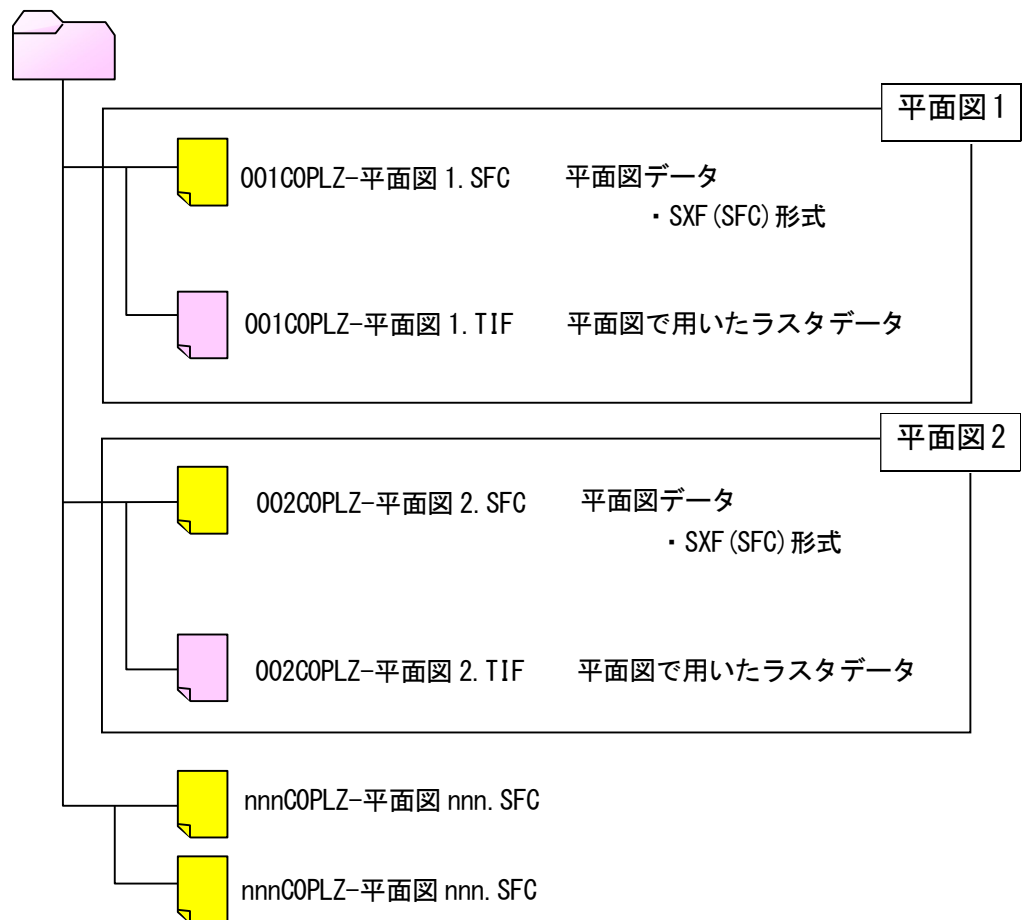 平面図1
001C0PLZ-平面図1.SFC 平面図データ
・SXF(SFC)形式
001C0PLZ-平面図1.TIF 平面図で用いたラスタデータ
平面図2
002C0PLZ-平面図2.SFC 平面図データ
・SXF(SFC)形式
002C0PLZ-平面図2.TIF 平面図で用いたラスタデータ
nnnC0PLZ-平面図nnn.SFC
nnnC0PLZ-平面図nnn.SFC